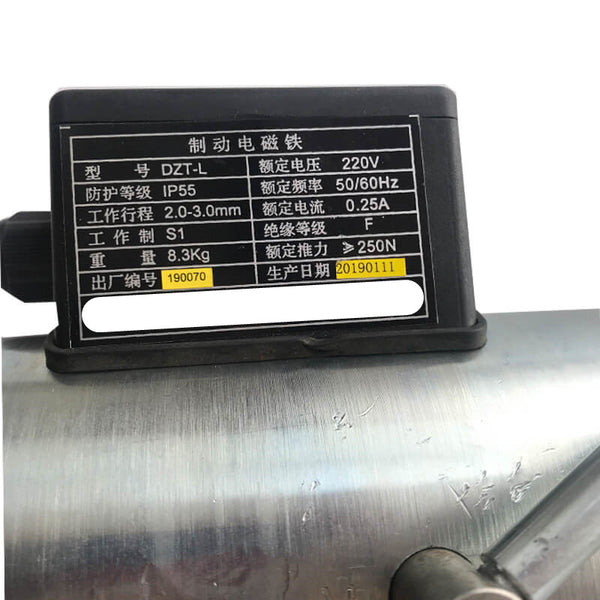 制动电磁铁
型 号 DZT-L 额定电压 220V
防护等级 IP55 额定频率 50/60Hz
工作行程 2.0-3.0mm 额定电流 0.25A
工 作 制 S1 绝缘等级 F
重 量 8.3Kg 额定推力 ≥250N
出厂编号 190070 生产日期 20190111